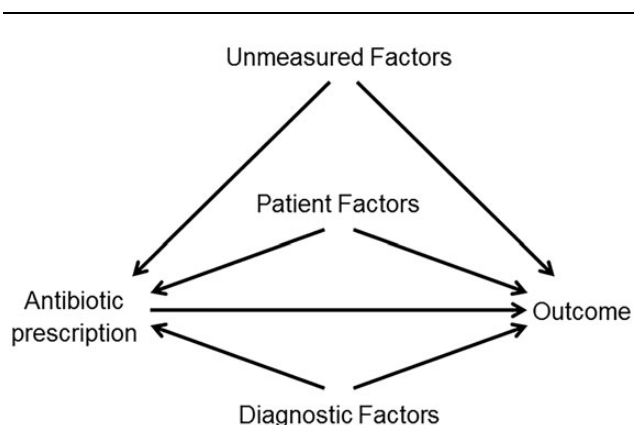 Unmeasured Factors
Patient Factors
Antibiotic
prescription
Outcome
Diagnostic Factors